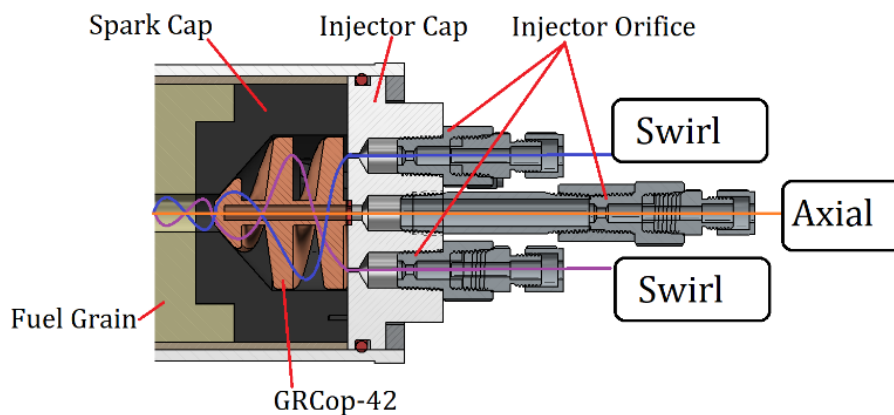 Spark Cap
Injector Cap
Injector Orifice
Swirl
Axial
Swirl
Fuel Grain
GRCop-42